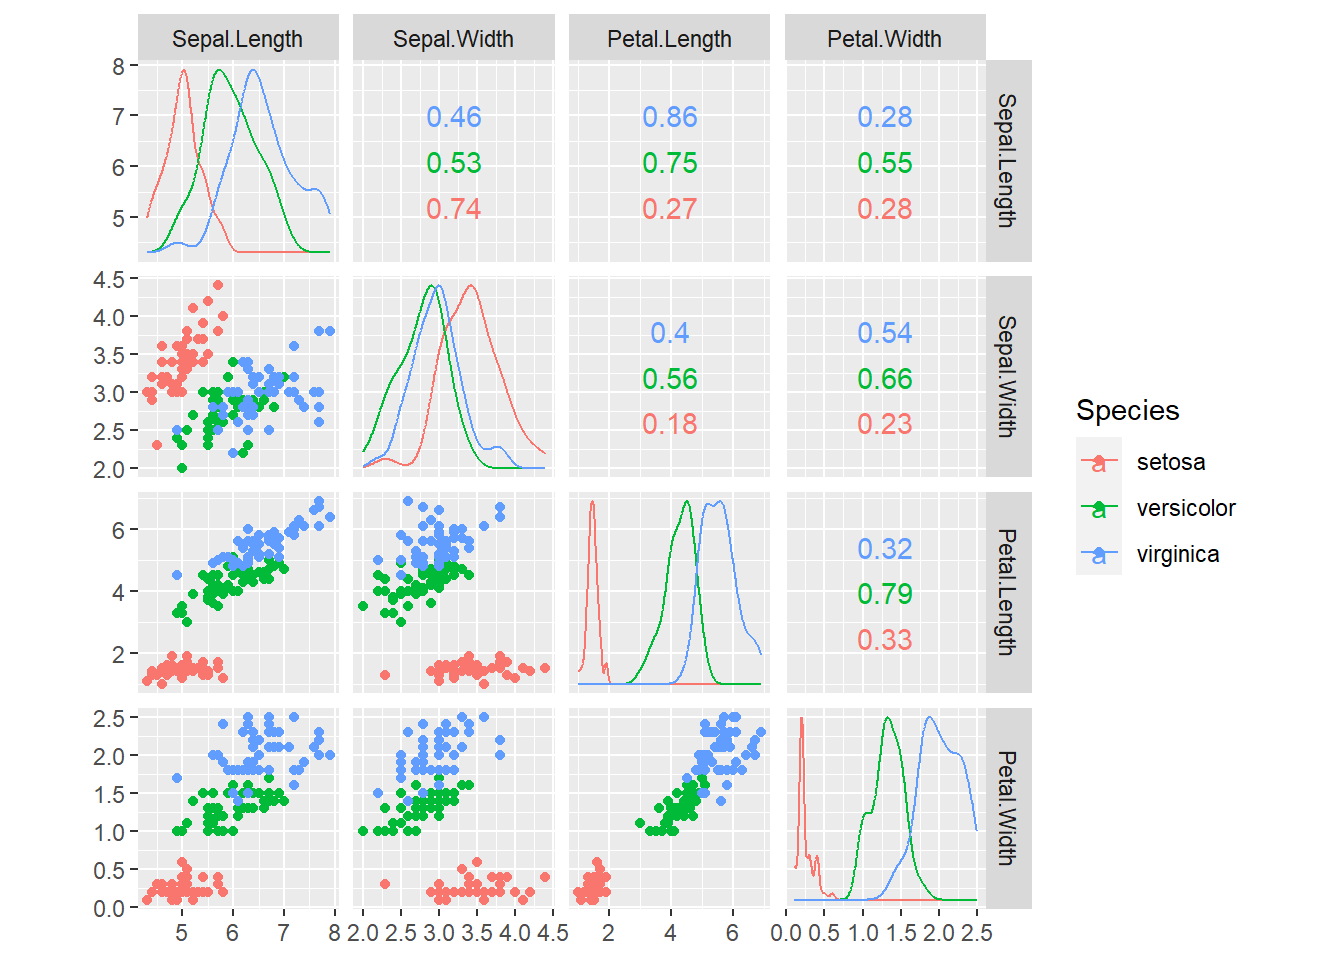 Sepal.Length Sepal.Width Petal.Length Petal.Width
8
7
6
5
0.46 0.86 0.28
0.53 0.75 0.55
0.74 0.27 0.28
Sepal.Length
4.5
4.0
3.5
3.0
2.5
2.0
0.4 0.54
0.56 0.66
0.18 0.23
Sepal.Width
6
4
2
0.32
0.79
0.33
Petal.Length
2.5
2.0
1.5
1.0
0.5
0.0
Petal.Width
5 6 7 8 2.0 2.5 3.0 3.5 4.0 4.5 2 4 6 0.0 0.5 1.0 1.5 2.0 2.5
Species
a setosa
a versicolor
a virginica